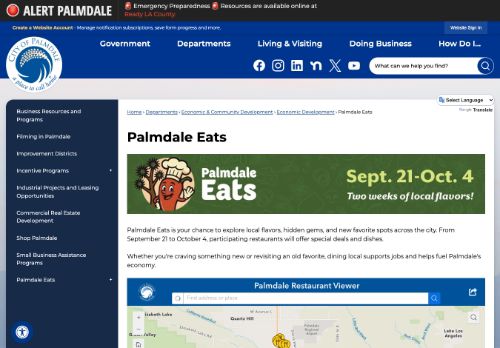 ALERT PALMDALE
🚨 Emergency Preparedness 🚨 Resources are available online at
Ready LA County.
Create a Website Account - Manage notification subscriptions, save form progress and more.
Website Sign In
CITY OF PALMDALE
a place to call home
Government
Departments
Living & Visiting
Doing Business
How Do I...
What can we help you find?
Select Language
Google Translate
Business Resources and
Programs
Filming in Palmdale
Improvement Districts
Incentive Programs
Industrial Projects and Leasing
Opportunities
Commercial Real Estate
Development
Shop Palmdale
Small Business Assistance
Programs
Palmdale Eats
Home › Departments › Economic & Community Development › Economic Development › Palmdale Eats
Palmdale Eats
Palmdale
Eats
Sept. 21-Oct. 4
Two weeks of local flavors!
Palmdale Eats is your chance to explore local flavors, hidden gems, and new favorite spots across the city. From
September 21 to October 4, participating restaurants will offer special deals and dishes.
Whether you're craving something new or revisiting an old favorite, dining local supports jobs and helps fuel Palmdale's
economy.
Palmdale Restaurant Viewer
Find address or place
Elizabeth Lake
Quartz Hill
Palmdale
Regional
Airport
Lake Los
Angeles
Valley